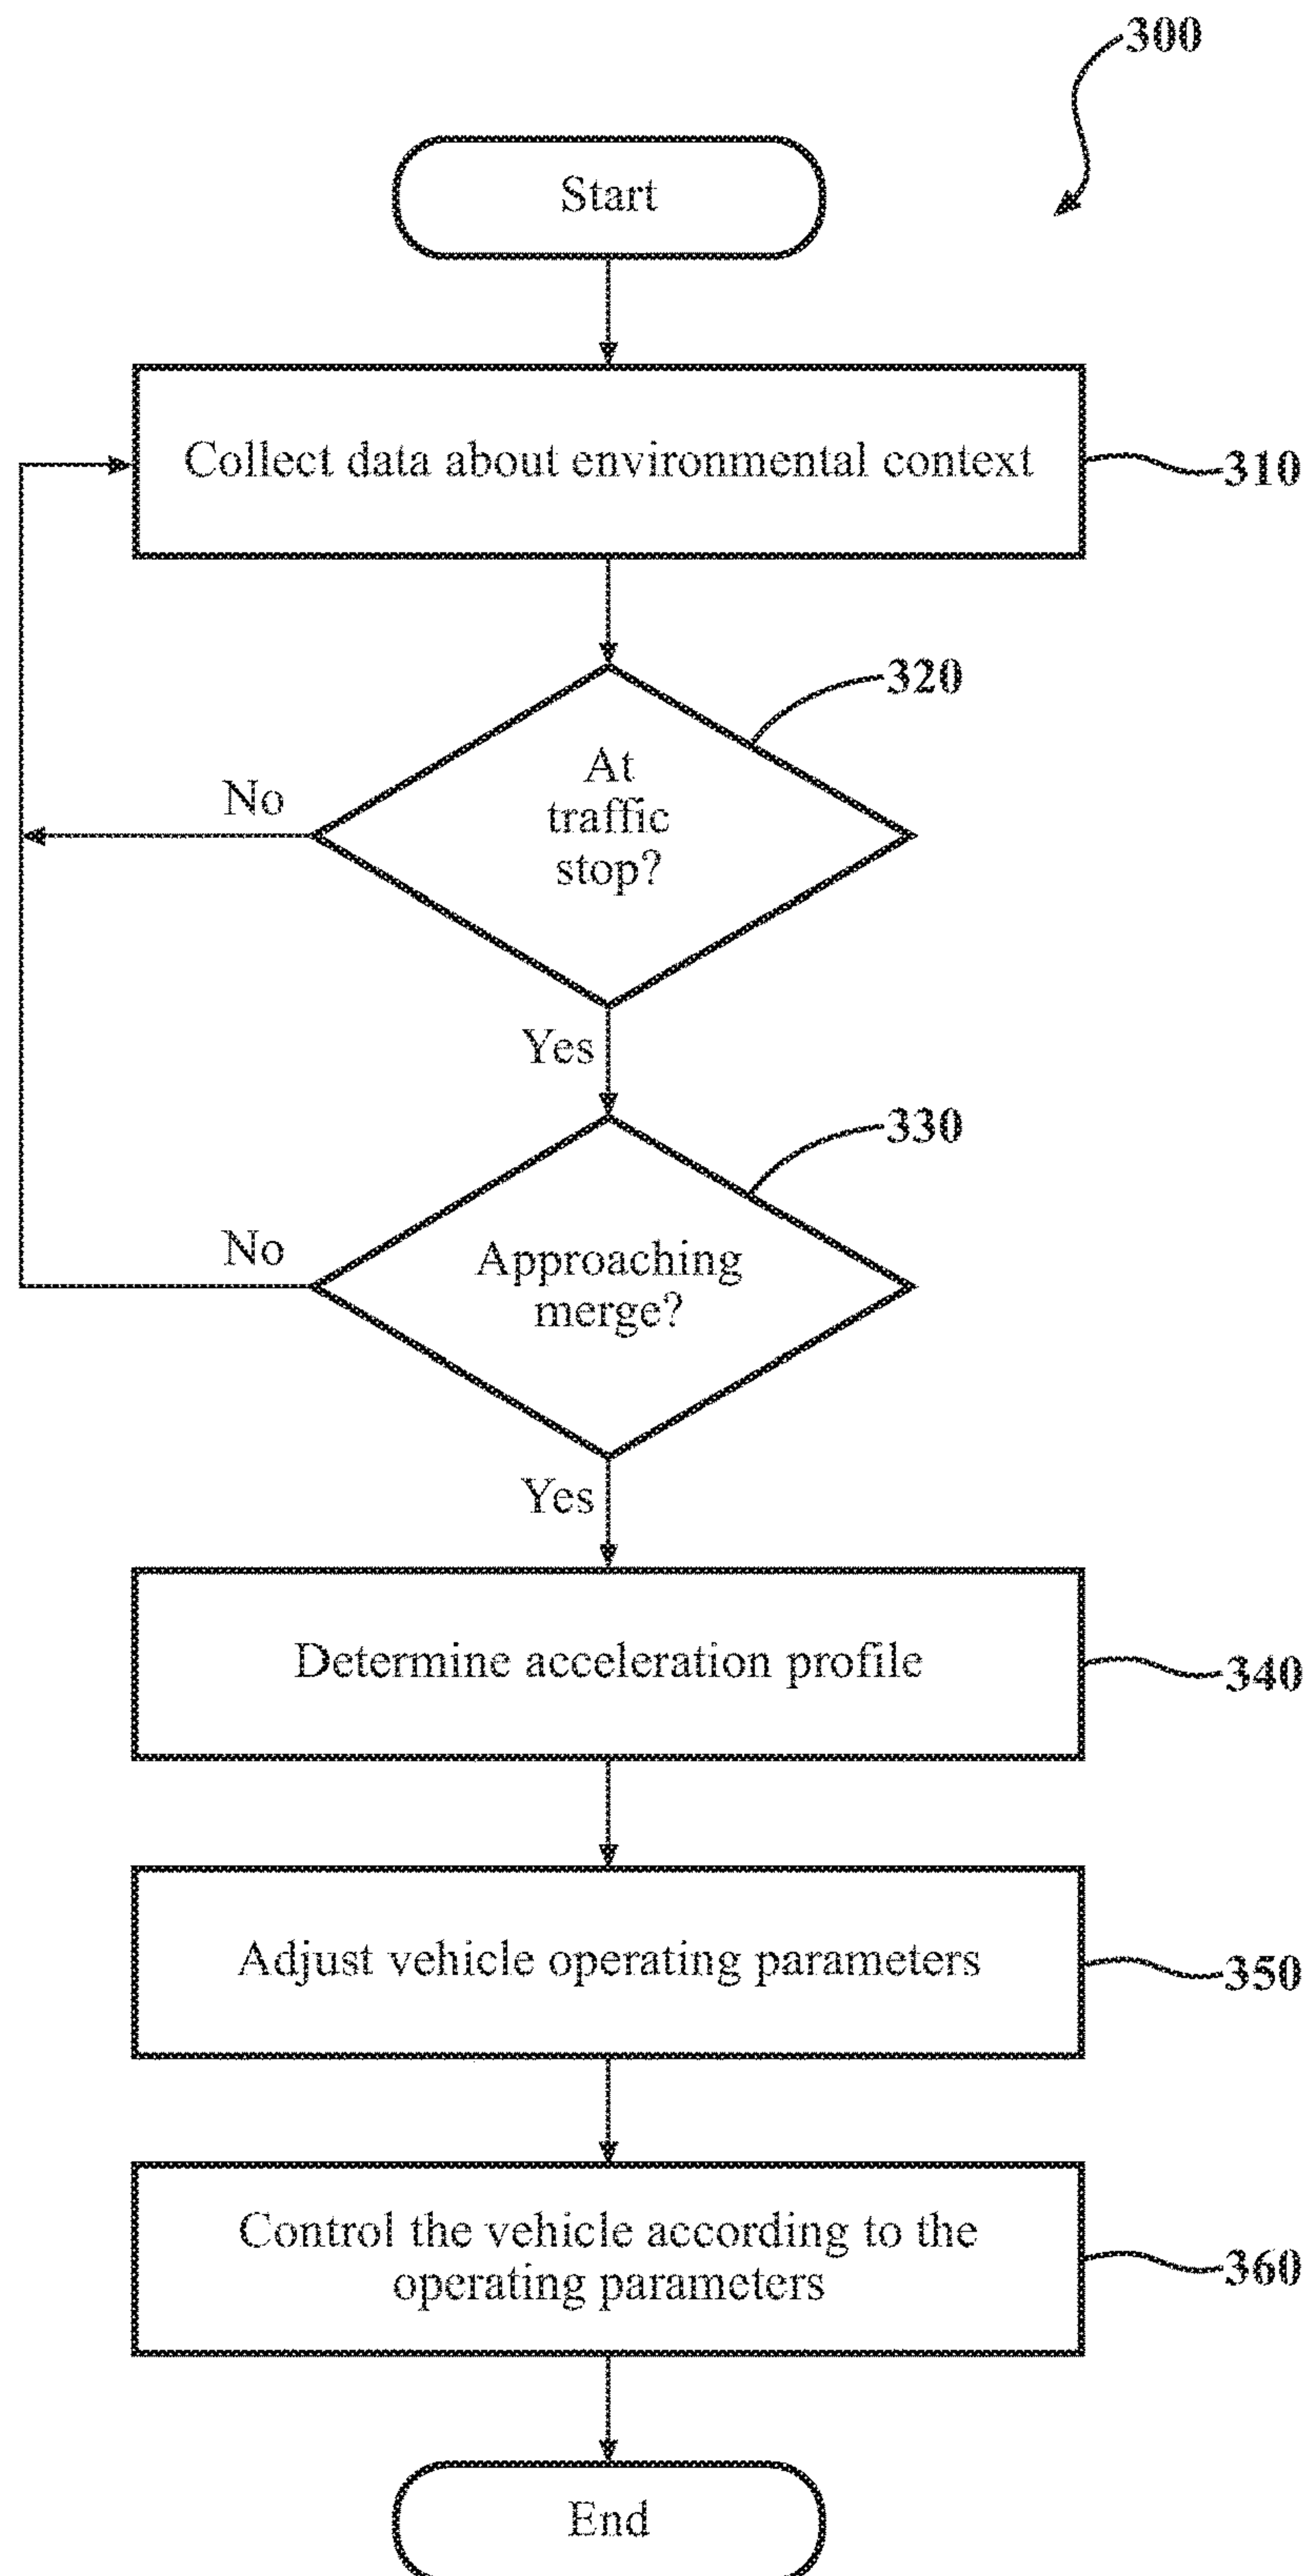 300
Start
Collect data about environmental context
310
320
At
traffic
stop?
No
Yes
330
Approaching
merge?
No
Yes
Determine acceleration profile
340
Adjust vehicle operating parameters
350
Control the vehicle according to the
operating parameters
360
End